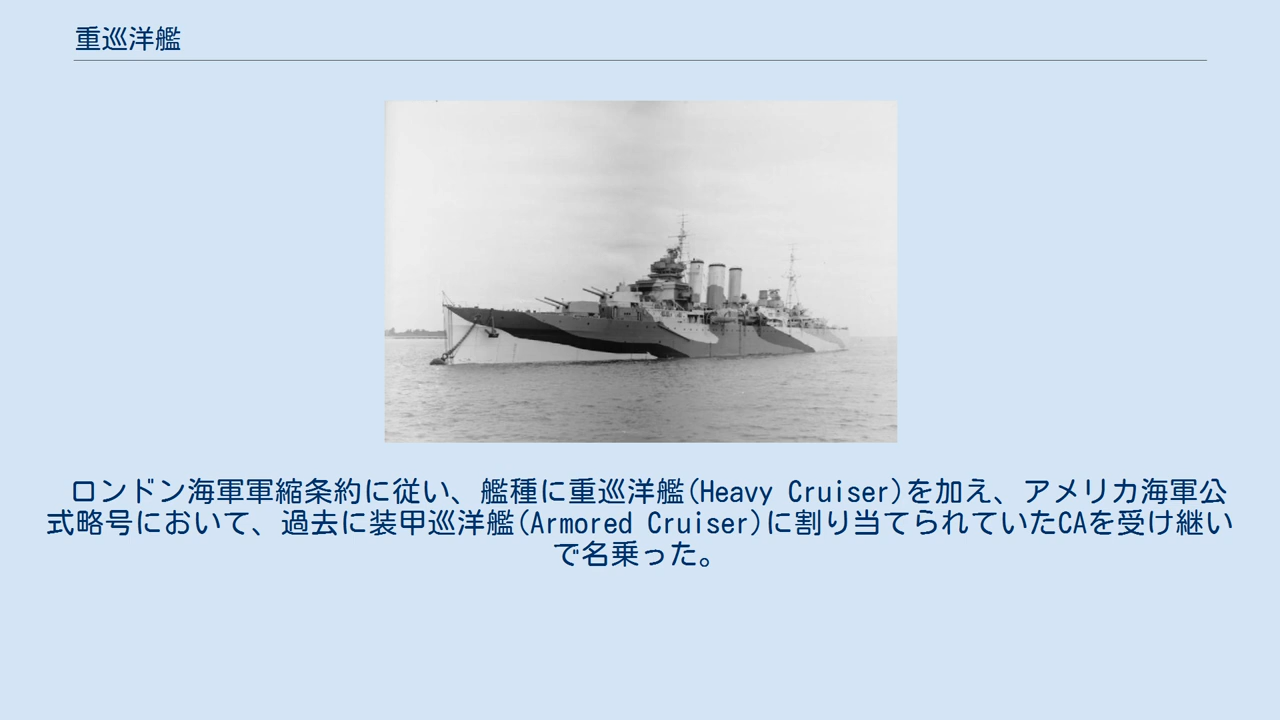 重巡洋艦
ロンドン海軍軍縮条約に従い、艦種に重巡洋艦(Heavy Cruiser)を加え、アメリカ海軍公
式略号において、過去に装甲巡洋艦(Armored Cruiser)に割り当てられていたCAを受け継い
で名乗った。